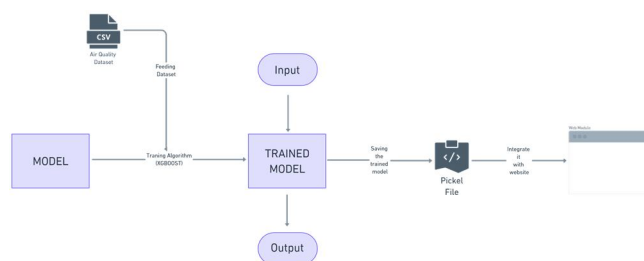 CSV
Air Quality
Dataset
Feeding
Dataset
Input
MODEL
Traning Algorithm
(XGBOOST)
TRAINED
MODEL
Saving
the
trained
model
</>
Pickel
File
Integrate
it
with
website
Web Module
Output